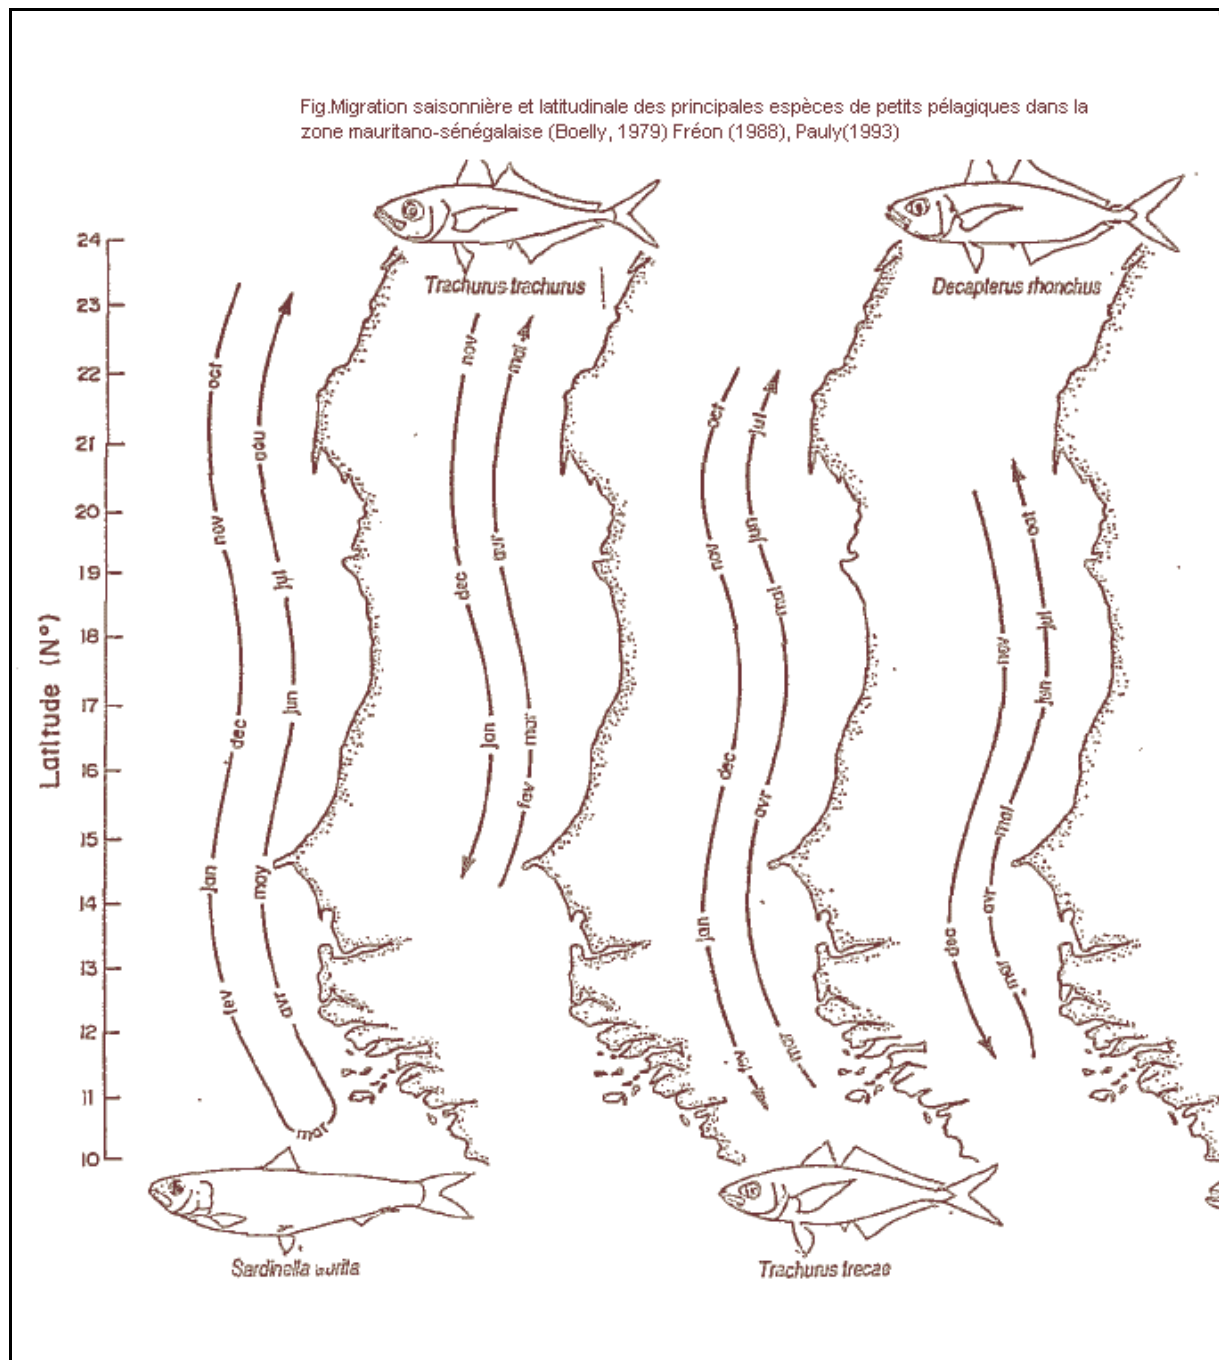 Fig.Migration saisonnière et latitudinale des principales espèces de petits pélagiques dans la
zone mauritano-sénégalaise (Boelly, 1979) Fréon (1988), Pauly(1993)
Trachurus trachurus
Decapterus rhonchus
Latitude (N°)
24
23
22
21
20
19
18
17
16
15
14
13
12
11
10
oct
nov
dec
jan
fev
mar
avr
may
jun
jul
aou
nov
dec
jan
fev
mar
avr
mai
oct
nov
dec
jan
fev
mar
avr
mai
jun
jul
nov
dec
mar
avr
mai
jun
jul
oct
Sardinella aurita
Trachurus trecae